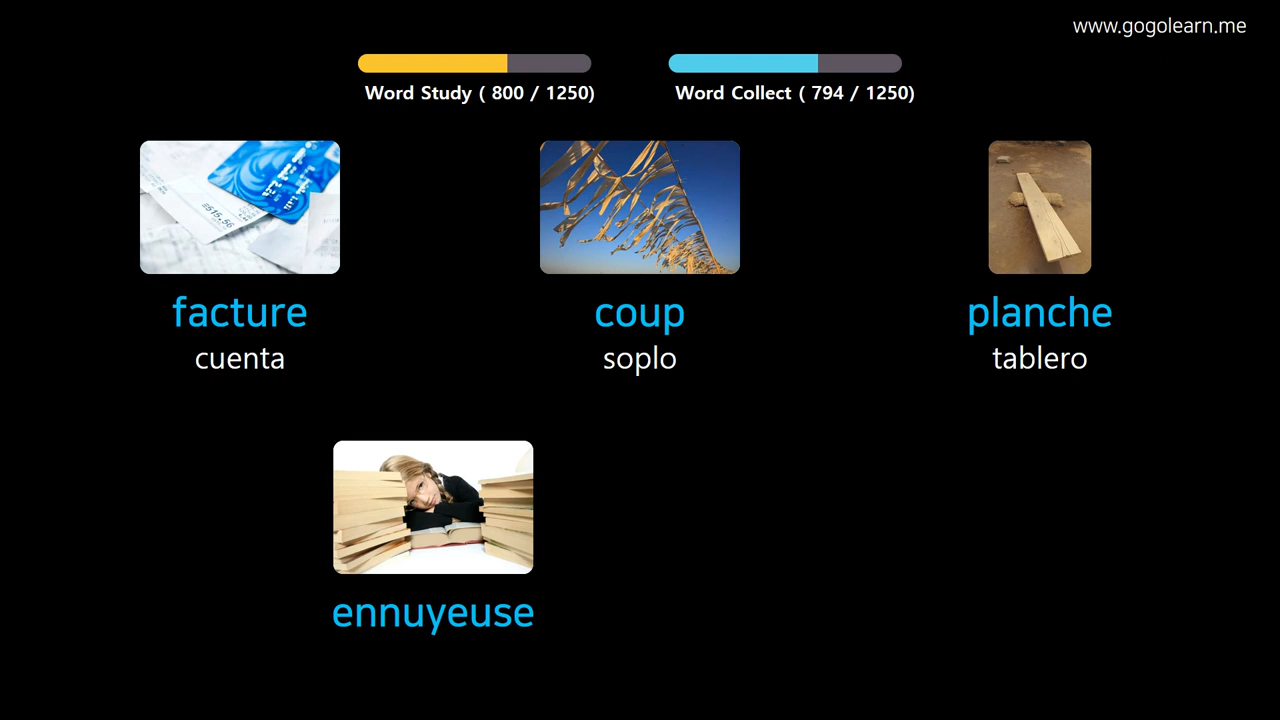 www.gogolearn.me
Word Study ( 800 / 1250)
Word Collect ( 794 / 1250)
facture
coup
planche
cuenta
soplo
tablero
ennuyeuse